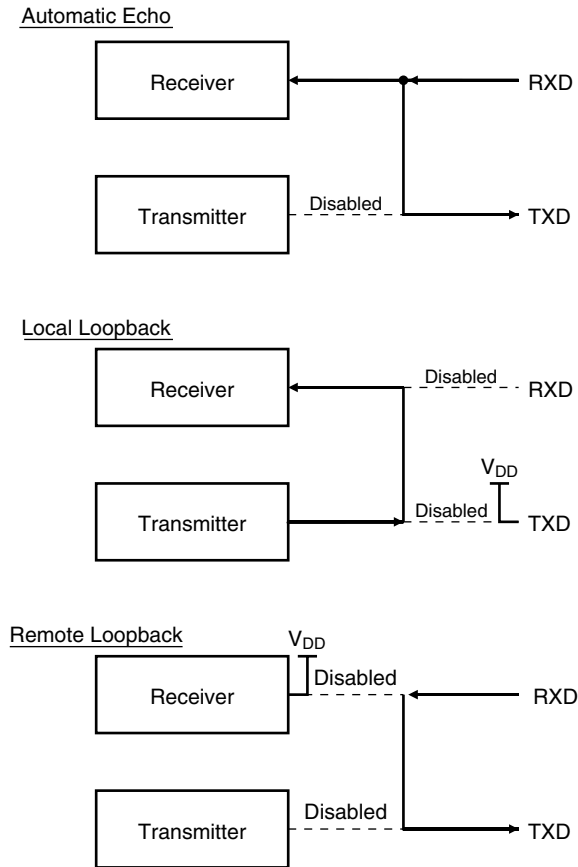 Automatic Echo
Receiver
RXD
Transmitter
Disabled
TXD
Local Loopback
Receiver
Disabled
RXD
VDD
Transmitter
Disabled
TXD
Remote Loopback
VDD
Receiver
Disabled
RXD
Transmitter
Disabled
TXD